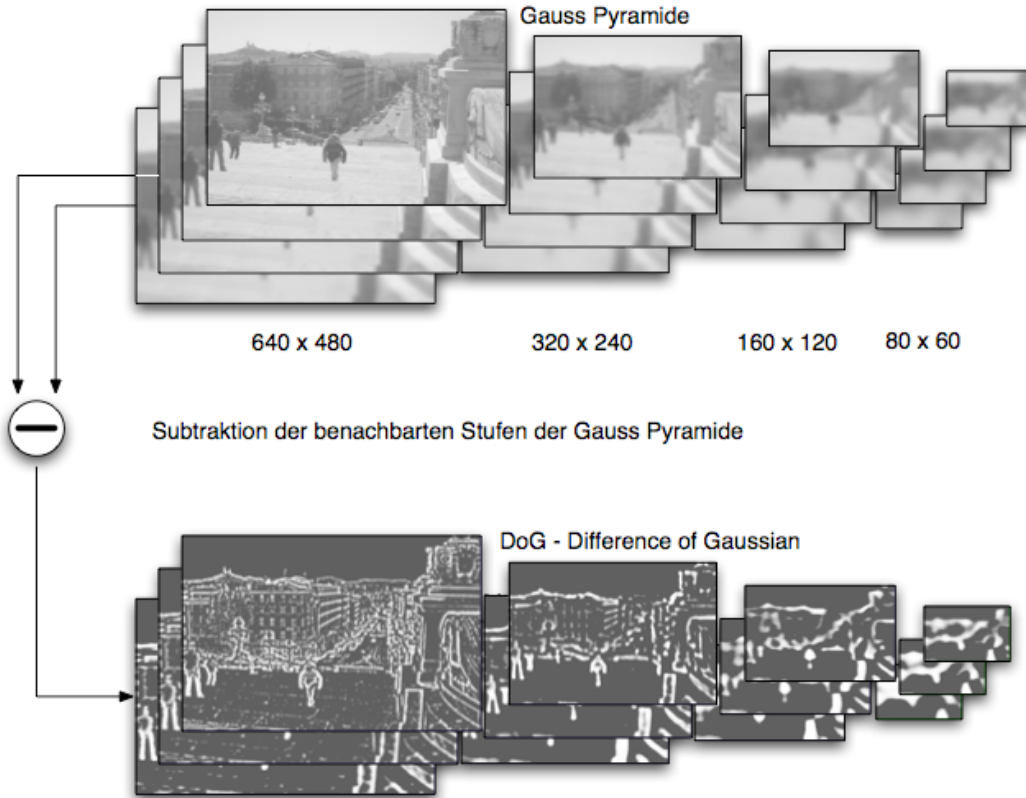 Gauss Pyramide
640 x 480
320 x 240
160 x 120
80 x 60
Subtraktion der benachbarten Stufen der Gauss Pyramide
DoG - Difference of Gaussian